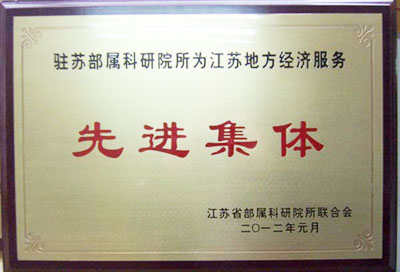 驻苏部属科研院所为江苏地方经济服务
先进集体
江苏省部属科研院所联合会
二〇一二年元月